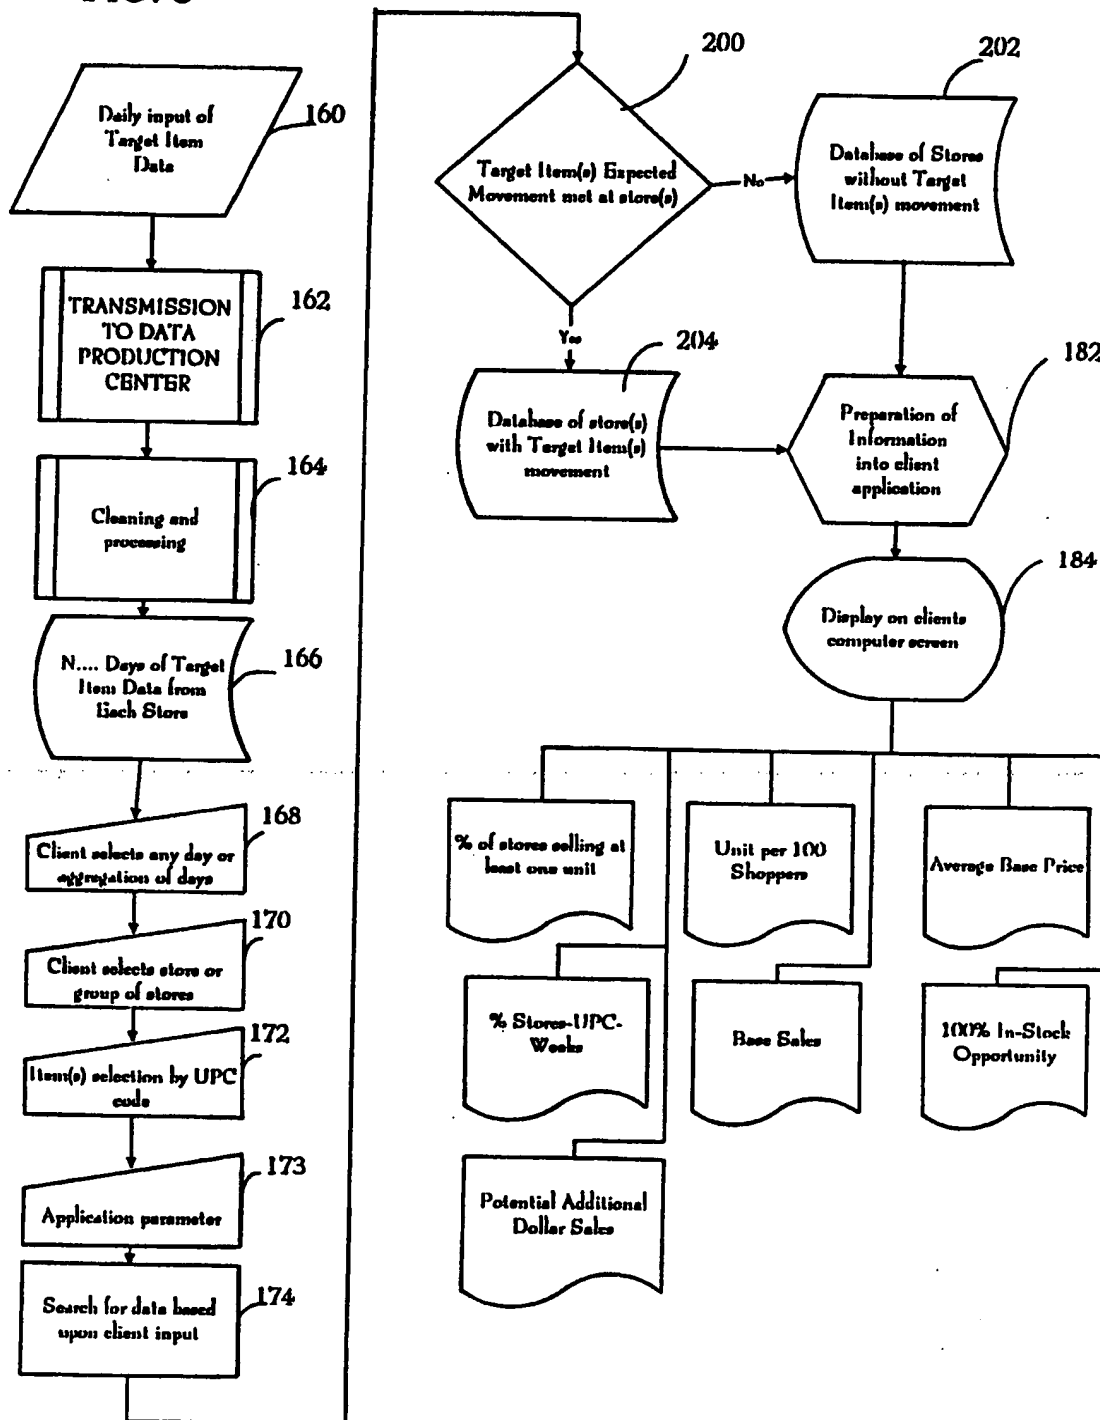 Daily input of
Target Item
Data
160
TRANSMISSION
TO DATA
PRODUCTION
CENTER
162
Cleaning and
processing
164
N.... Days of Target
Item Data from
Each Store
166
Client selects any day or
aggregation of days
168
Client selects store or
group of stores
170
Item(s) selection by UPC
code
172
Application parameter
173
Search for data based
upon client input
174
Target Item(s) Expected
Movement met at store(s)
200
No
Yes
Database of Stores
without Target
Item(s) movement
202
Database of store(s)
with Target Item(s)
movement
204
Preparation of
Information
into client
application
182
Display on clients
computer screen
184
% of stores selling at
least one unit
Unit per 100
Shoppers
Average Base Price
% Stores-UPC-
Weeks
Base Sales
100% In-Stock
Opportunity
Potential Additional
Dollar Sales